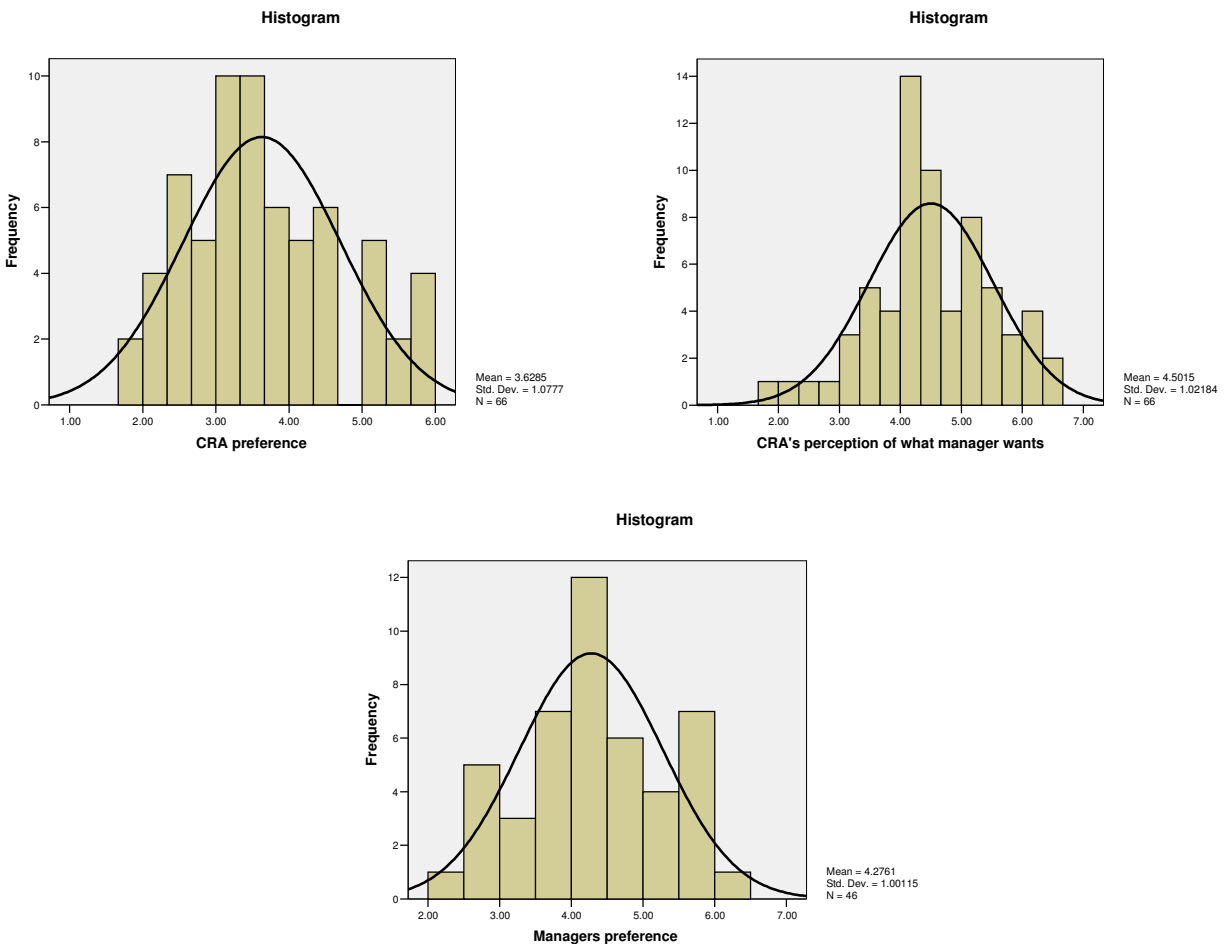 Histogram
10
8
6
4
2
0
Frequency
1.00 2.00 3.00 4.00 5.00 6.00
CRA preference
Mean = 3.6285
Std. Dev. = 1.0777
N = 66
Histogram
14
12
10
8
6
4
2
0
Frequency
1.00 2.00 3.00 4.00 5.00 6.00 7.00
CRA's perception of what manager wants
Mean = 4.5015
Std. Dev. = 1.02184
N = 66
Histogram
12
10
8
6
4
2
0
Frequency
2.00 3.00 4.00 5.00 6.00 7.00
Managers preference
Mean = 4.2761
Std. Dev. = 1.00115
N = 46